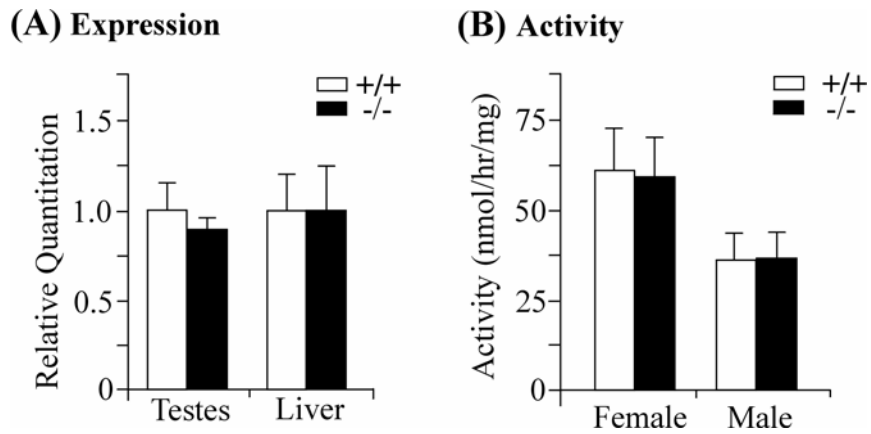 (A) Expression
+/+
-/-
Relative Quantitation
1.5
1.0
0.5
0
Testes Liver
(B) Activity
+/+
-/-
Activity (nmol/hr/mg)
75
50
25
0
Female Male